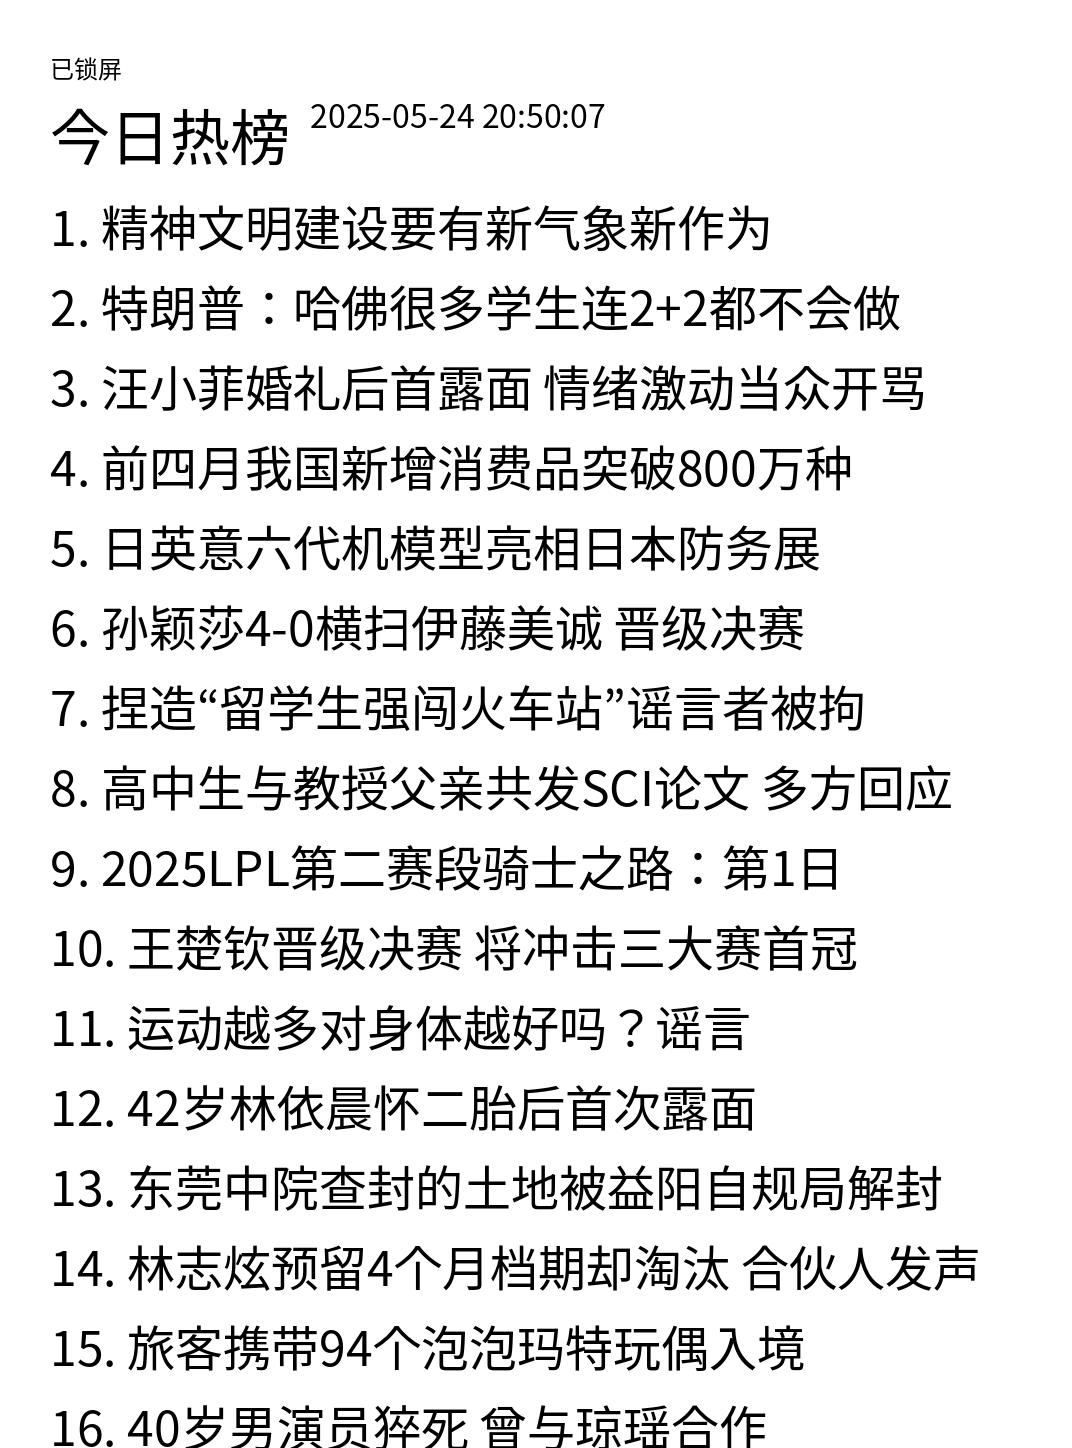 已锁屏
今日热榜 2025-05-24 20:50:07
1. 精神文明建设要有新气象新作为
2. 特朗普：哈佛很多学生连2+2都不会做
3. 汪小菲婚礼后首露面 情绪激动当众开骂
4. 前四月我国新增消费品突破800万种
5. 日英意六代机模型亮相日本防务展
6. 孙颖莎4-0横扫伊藤美诚 晋级决赛
7. 捏造“留学生强闯火车站”谣言者被拘
8. 高中生与教授父亲共发SCI论文 多方回应
9. 2025LPL第二赛段骑士之路：第1日
10. 王楚钦晋级决赛 将冲击三大赛首冠
11. 运动越多对身体越好吗？谣言
12. 42岁林依晨怀二胎后首次露面
13. 东莞中院查封的土地被益阳自规局解封
14. 林志炫预留4个月档期却淘汰 合伙人发声
15. 旅客携带94个泡泡玛特玩偶入境
16. 40岁男演员猝死 曾与琼瑶合作